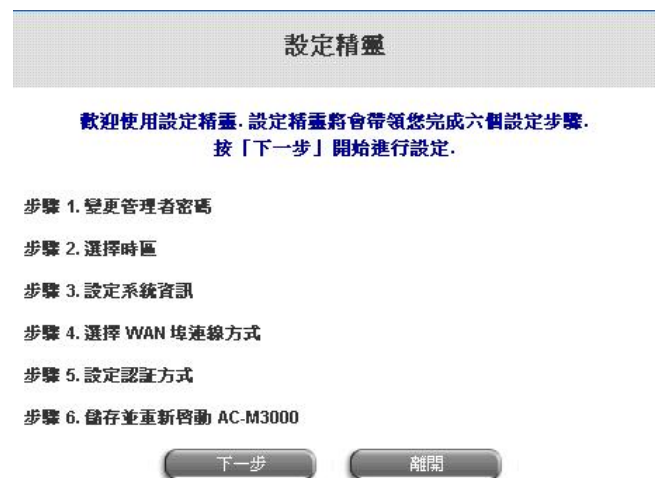 設定精靈
歡迎使用設定精靈. 設定精靈將會帶領您完成六個設定步驟.
按「下一步」開始進行設定.
步驟 1. 變更管理者密碼
步驟 2. 選擇時區
步驟 3. 設定系統資訊
步驟 4. 選擇 WAN 埠連線方式
步驟 5. 設定認証方式
步驟 6. 儲存並重新啓動 AC-M3000
下一步 離開